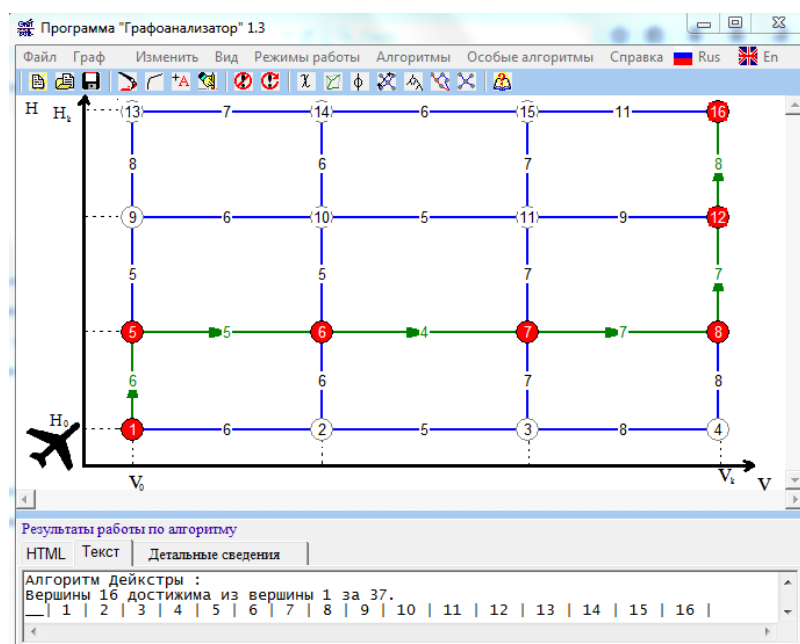 Программа "Графоанализатор" 1.3
Файл Граф Изменить Вид Режимы работы Алгоритмы Особые алгоритмы Справка Rus En
H Hk 13 7 14 6 15 11 16
8 6 7 8
9 6 10 5 11 9 12
5 5 7 7
5 5 6 4 7 7 8
6 6 7 8
H0 1 6 2 5 3 8 4
V0 Vk V
Результаты работы по алгоритму
HTML Текст Детальные сведения
Алгоритм Дейкстры :
Вершины 16 достижима из вершины 1 за 37.
__| 1 | 2 | 3 | 4 | 5 | 6 | 7 | 8 | 9 | 10 | 11 | 12 | 13 | 14 | 15 | 16 |